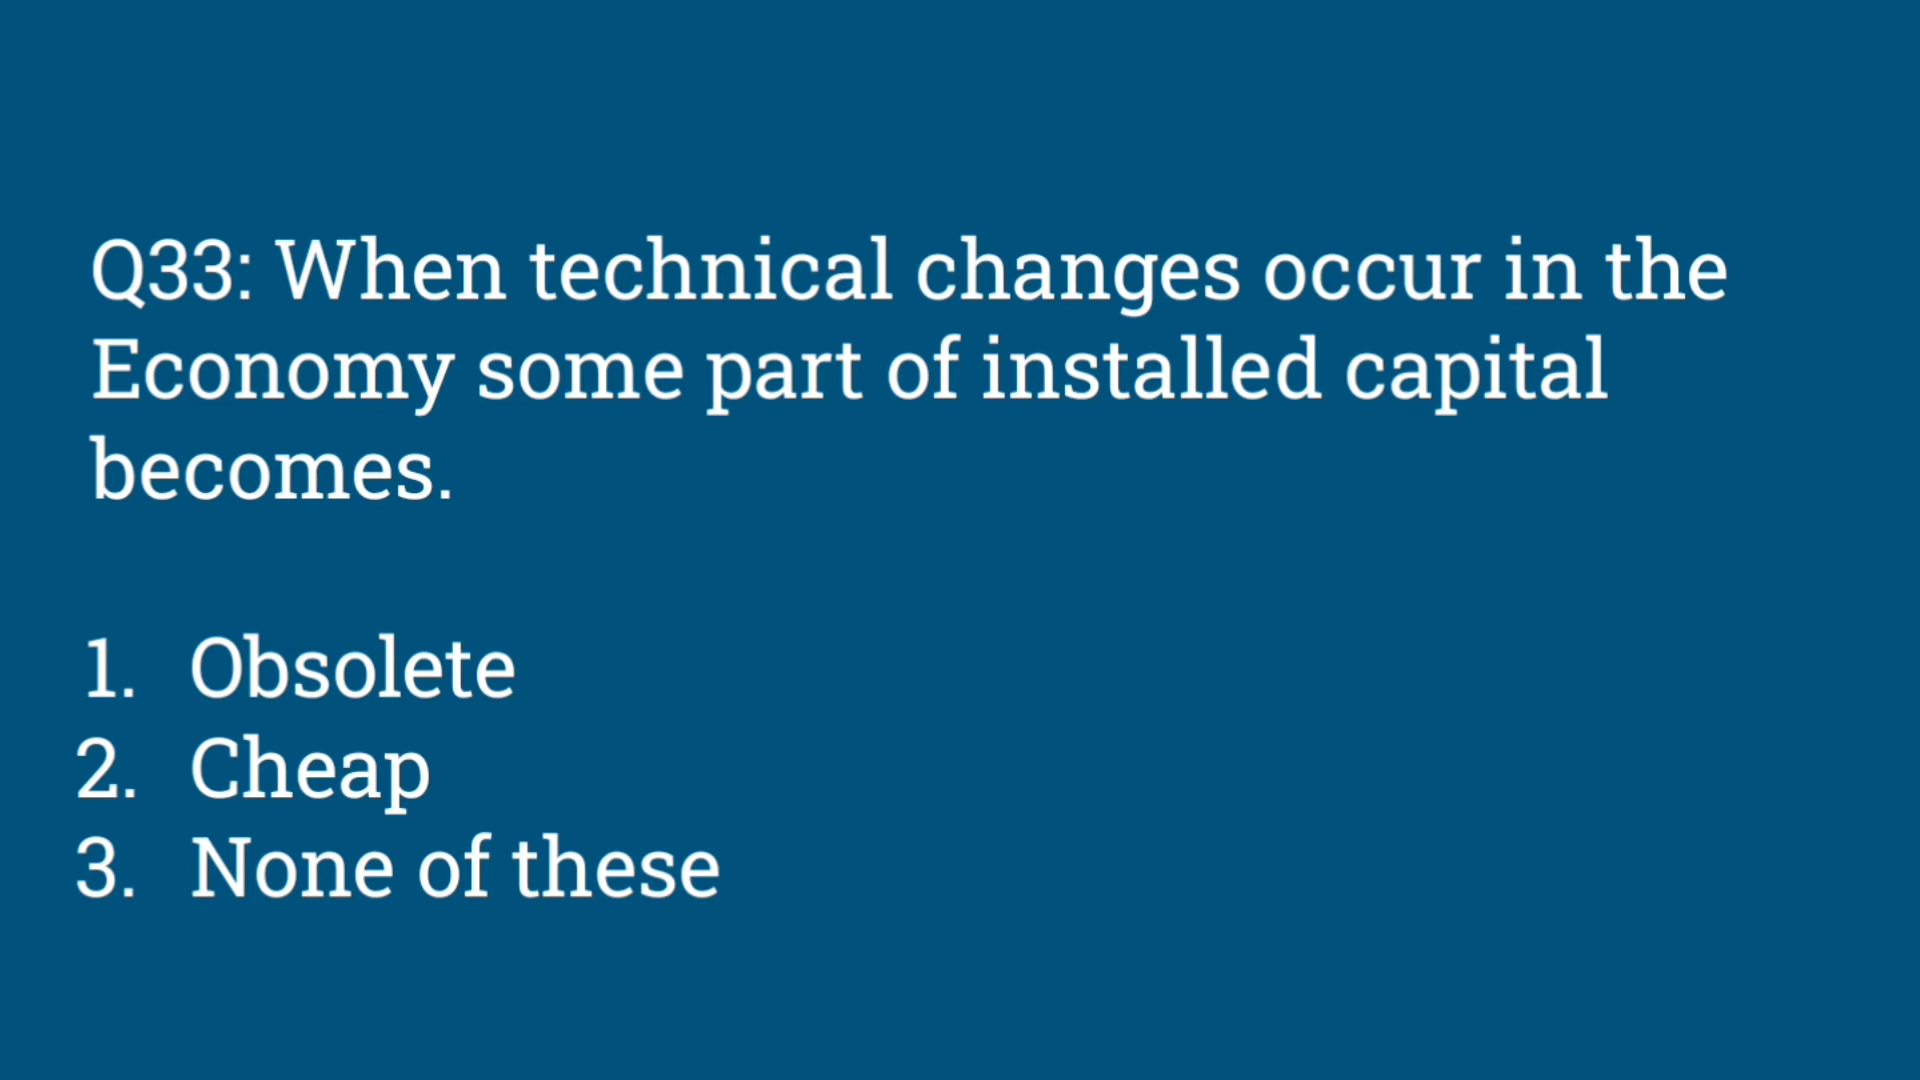 Q33: When technical changes occur in the
Economy some part of installed capital
becomes.
1. Obsolete
2. Cheap
3. None of these